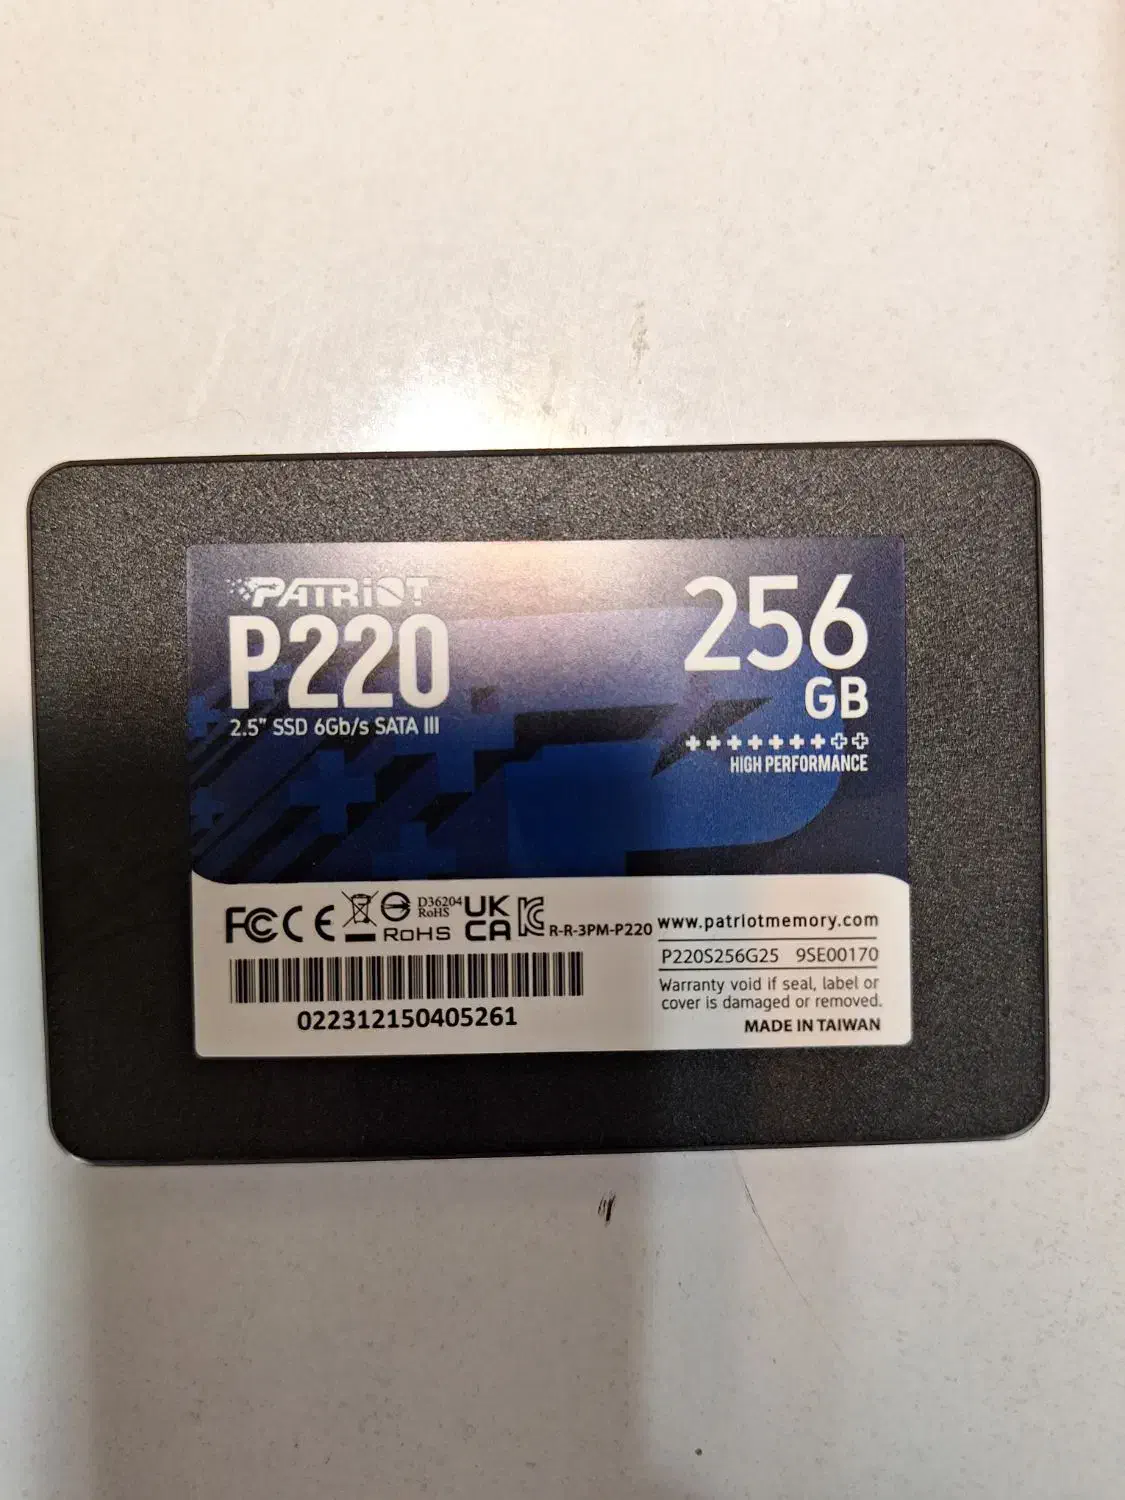 PATRiOT
P220
2.5" SSD 6Gb/s SATA III
256
GB
HIGH PERFORMANCE
FCC CE RoHS D36204 RoHS UK CA KC R-R-3PM-P220
022312150405261
www.patriotmemory.com
P220S256G25 9SE00170
Warranty void if seal, label or
cover is damaged or removed.
MADE IN TAIWAN